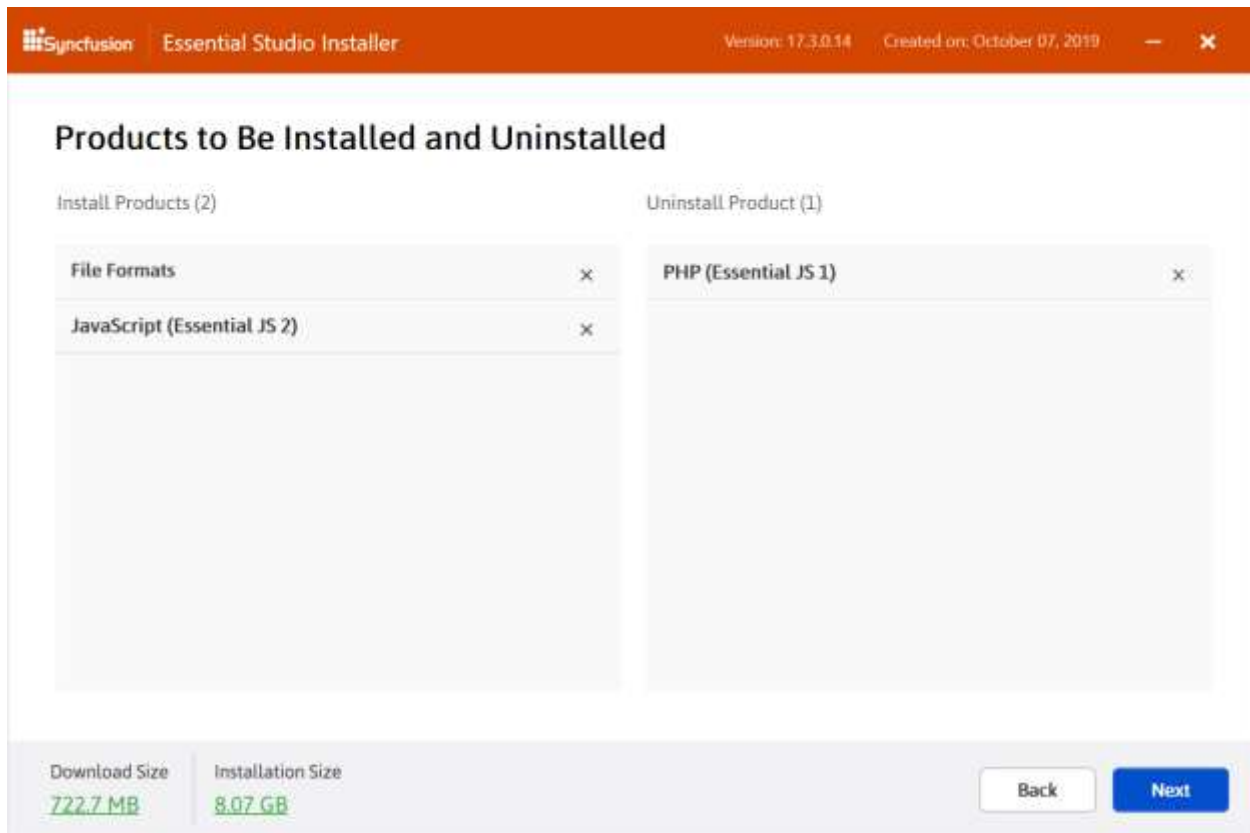 Syncfusion Essential Studio Installer Version: 17.3.0.14 Created on: October 07, 2019
Products to Be Installed and Uninstalled
Install Products (2) Uninstall Product (1)
File Formats PHP (Essential JS 1)
JavaScript (Essential JS 2)
Download Size Installation Size
722.7 MB 8.07 GB Back Next